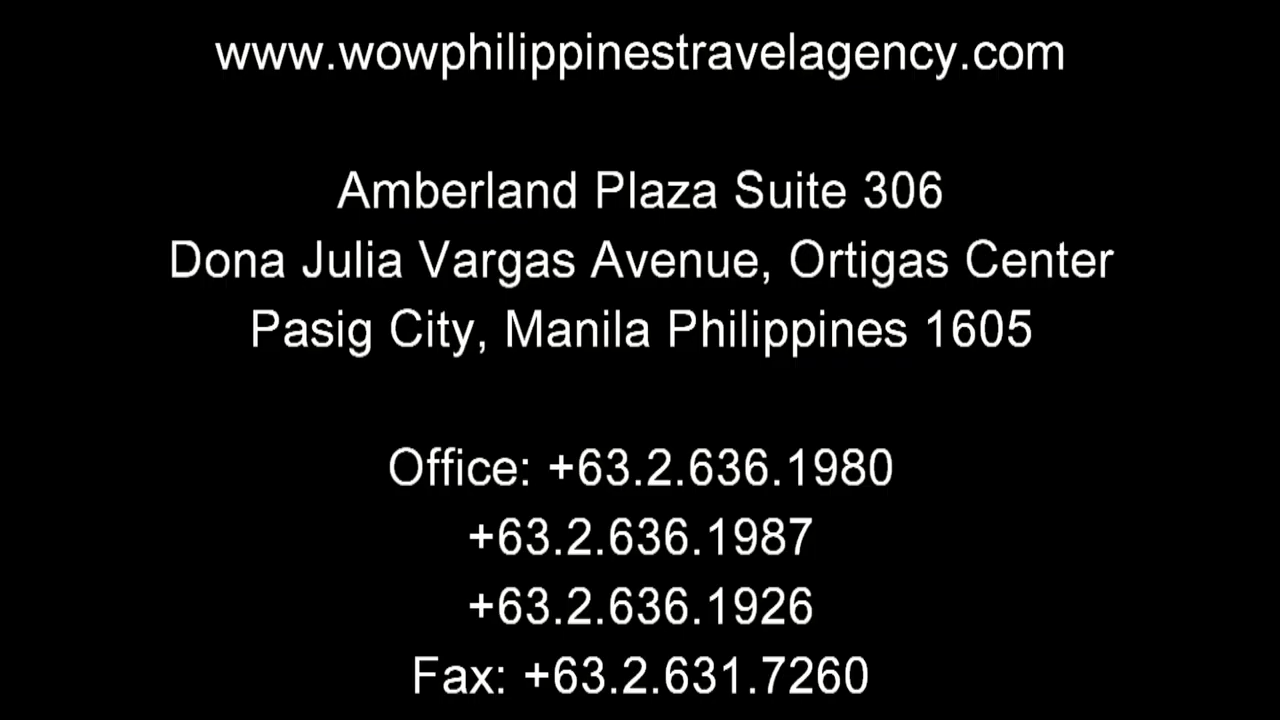 www.wowphilippinestravelagency.com
Amberland Plaza Suite 306
Dona Julia Vargas Avenue, Ortigas Center
Pasig City, Manila Philippines 1605
Office: +63.2.636.1980
+63.2.636.1987
+63.2.636.1926
Fax: +63.2.631.7260